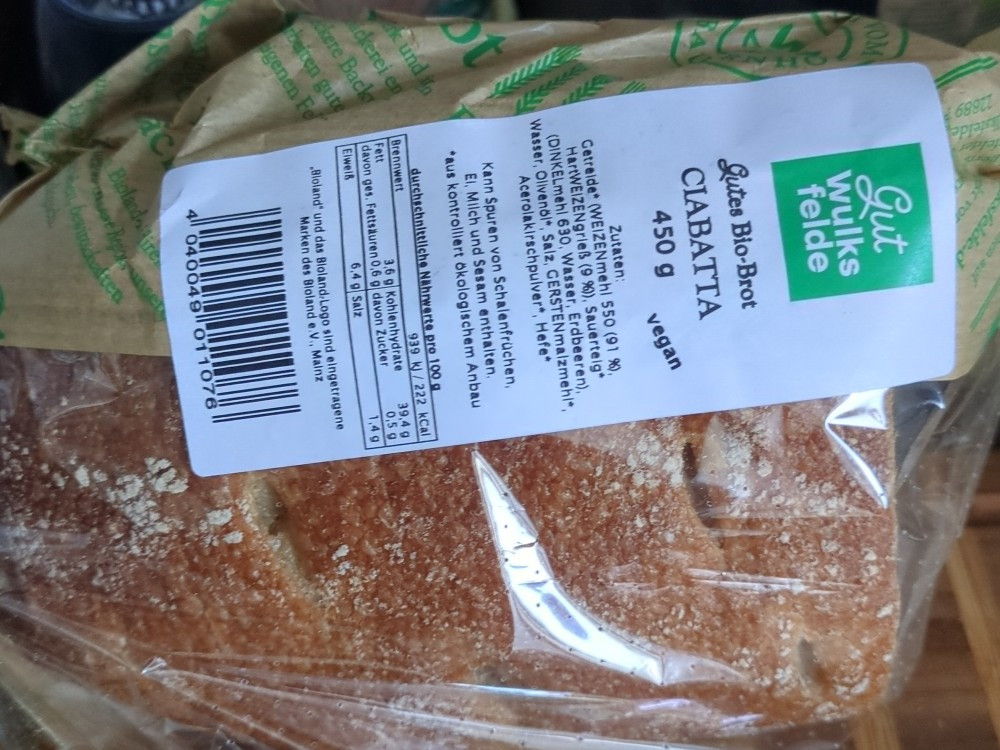 Gut
wulks
felde
Gutes Bio-Brot
CIABATTA
450 g vegan
Zutaten:
Getreide* (WEIZENmehl 550 (91 %),
HartWEIZENgrieß (9 %), Sauerteig*
(DINKELmehl* 630, Wasser, Erdbeeren),
Wasser, Olivenöl*, Salz, GERSTENmalzmehl*,
Acerolakirschpulver*, Hefe*
Kann Spuren von Schalenfrüchen,
Ei, Milch und Sesam enthalten.
*aus kontrolliert ökologischem Anbau
durchschnittliche Nährwerte pro 100 g
Brennwert 939 kJ / 222 kCal
Fett 3,6 g Kohlenhydrate 39,4 g
davon ges. Fettsäuren 0,6 g davon Zucker 0,5 g
Eiweiß 6,4 g Salz 1,4 g
„Bioland" und das Bioland-Logo sind eingetragene
Marken des Bioland e.V., Mainz
4 040049 011076